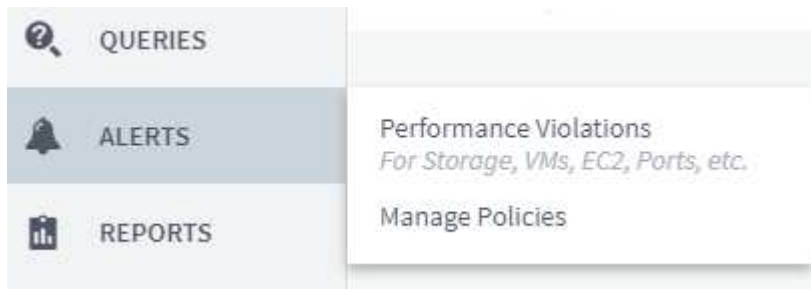 QUERIES
ALERTS
Performance Violations
For Storage, VMs, EC2, Ports, etc.
Manage Policies
REPORTS